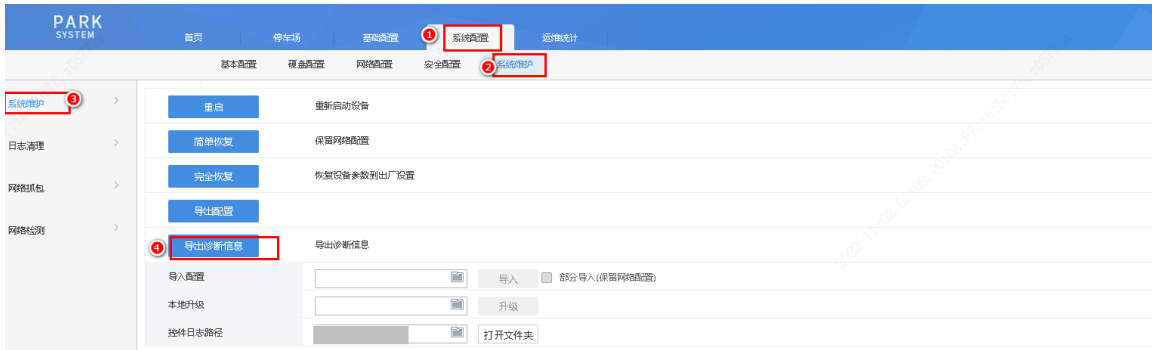 PARK
SYSTEM
首页 停车场 基础配置 1 系统配置 运维统计
基本配置 硬盘配置 网络配置 安全配置 2 系统维护
系统维护 3
日志清理
网络抓包
网络检测
重启 重新启动设备
简单恢复 保留网络配置
完全恢复 恢复设备参数到出厂设置
导出配置
4 导出诊断信息 导出诊断信息
导入配置 导入 部分导入(保留网络配置)
本地升级 升级
控件日志路径 打开文件夹